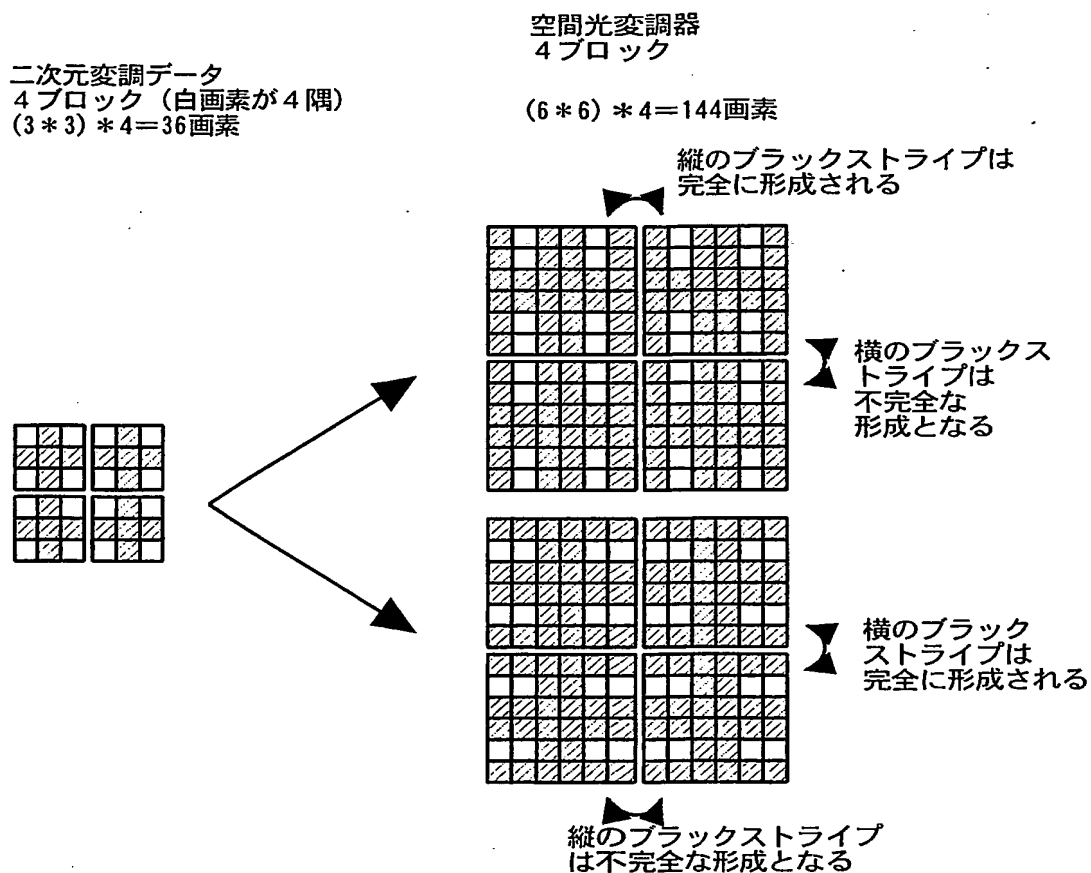 二次元変調データ
4ブロック（白画素が4隅）
(3＊3)＊4＝36画素
空間光変調器
4ブロック
(6＊6)＊4＝144画素
縦のブラックストライプは
完全に形成される
横のブラックス
トライプは
不完全な
形成となる
横のブラック
ストライプは
完全に形成される
縦のブラックストライプ
は不完全な形成となる